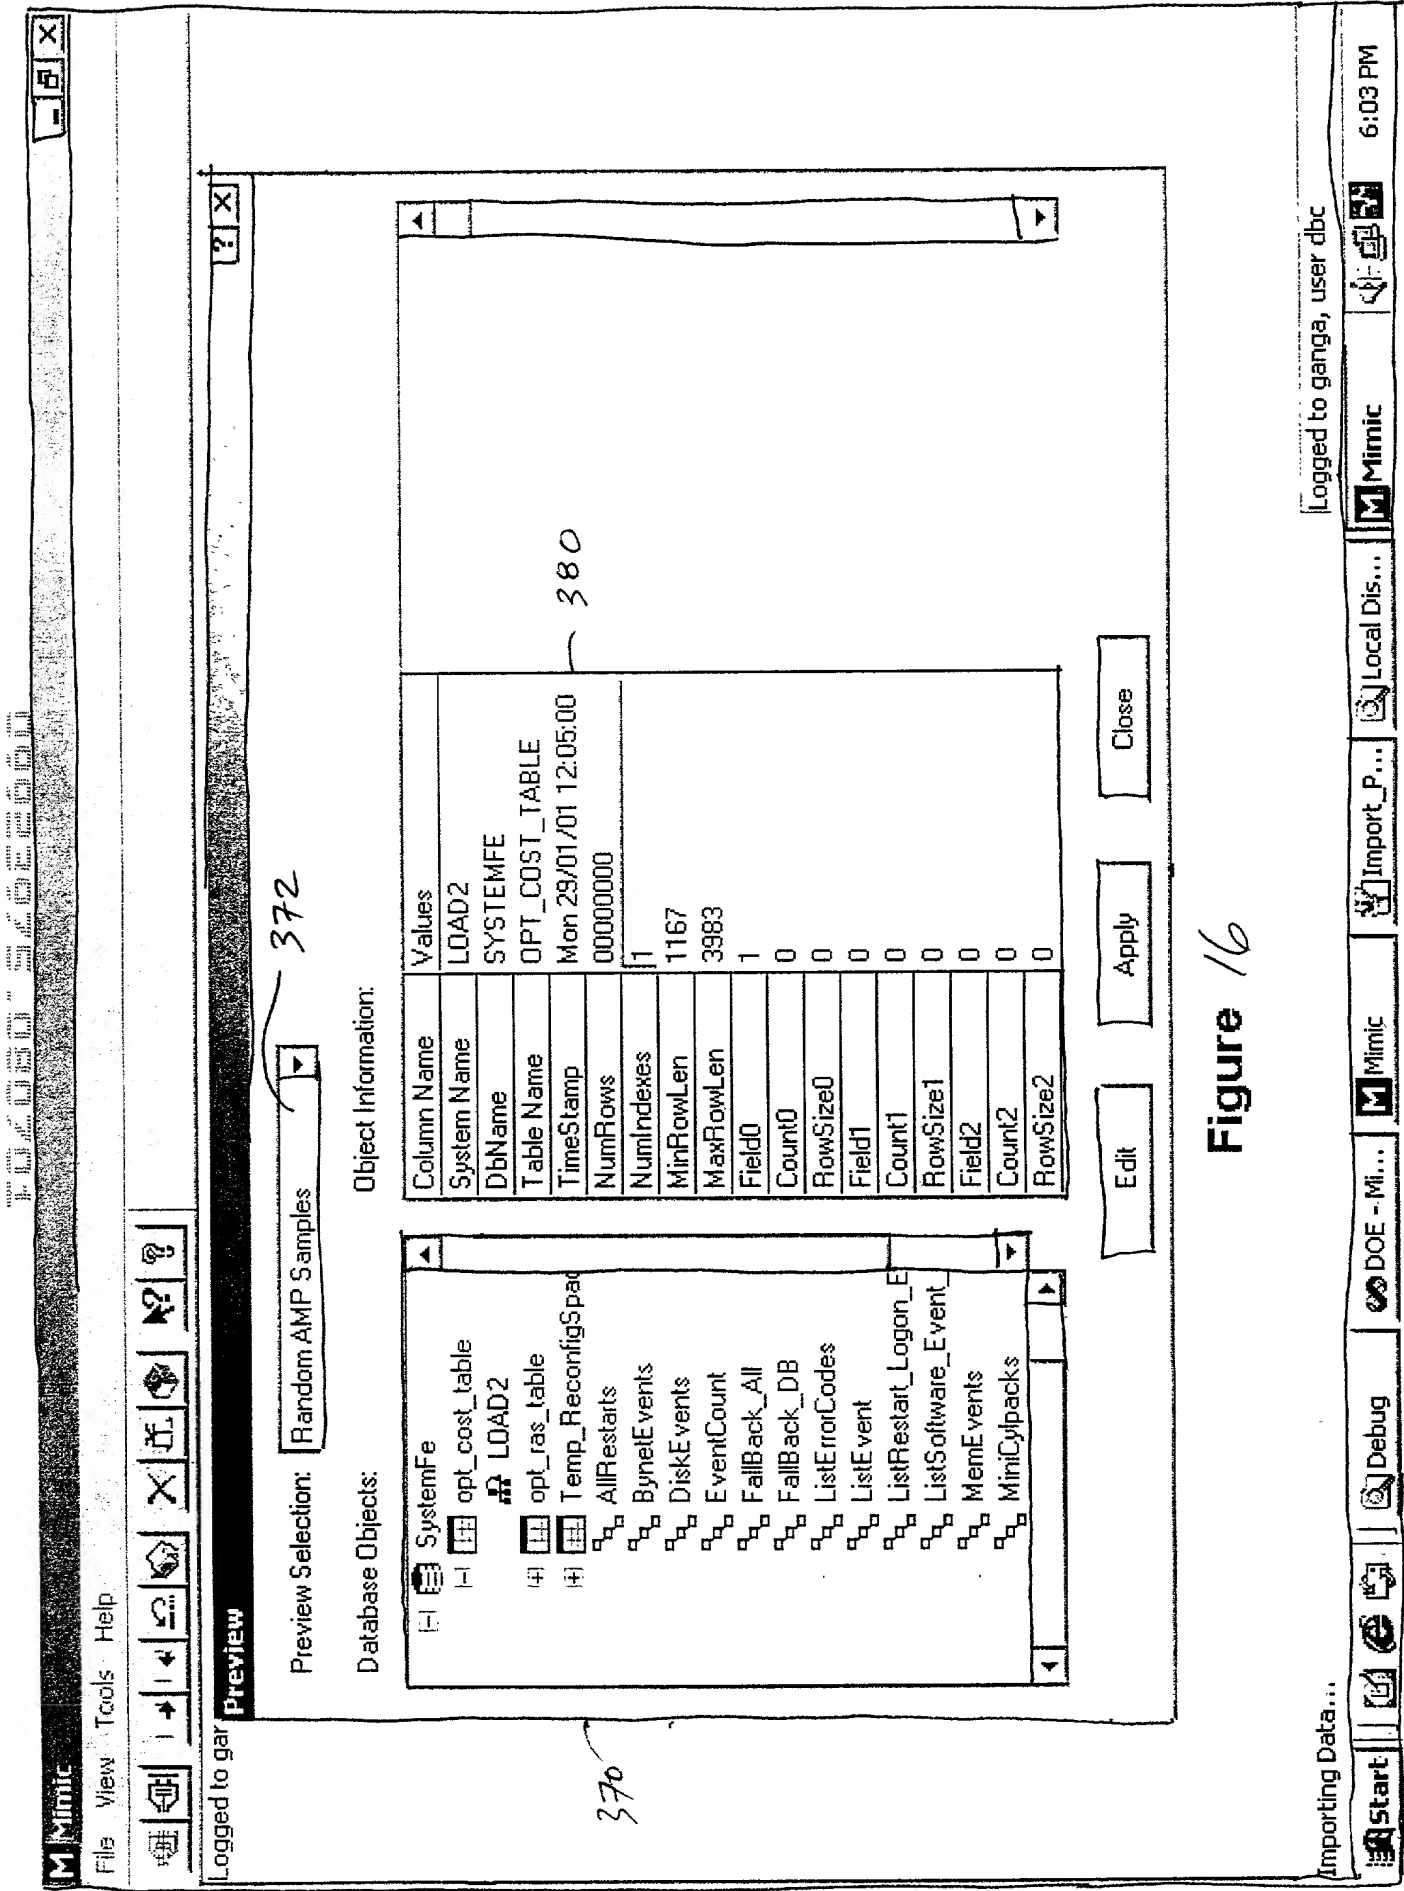 Mimic
File View Tools Help
Logged to gar
Preview
372
Preview Selection: Random AMP Samples
Database Objects:
SystemFe
opt_cost_table
LOAD2
opt_ras_table
Temp_ReconfigSpac
AllRestarts
BynetEvents
DiskEvents
EventCount
FallBack_All
FallBack_DB
ListErrorCodes
ListEvent
ListRestart_Logon_E
ListSoftware_Event_
MemEvents
MiniCylpacks
Object Information:
Column Name Values
System Name LOAD2
DbName SYSTEMFE
Table Name OPT_COST_TABLE
TimeStamp Mon 29/01/01 12:05:00
NumRows 00000000
NumIndexes 1
MinRowLen 1167
MaxRowLen 3983
Field0 1
Count0 0
RowSize0 0
Field1 0
Count1 0
RowSize1 0
Field2 0
Count2 0
RowSize2 0
380
370
Edit Apply Close
Figure 16
Importing Data... Logged to ganga, user dbc
Start Debug DOE - Mi... Mimic Import_P... Local Dis... Mimic 6:03 PM